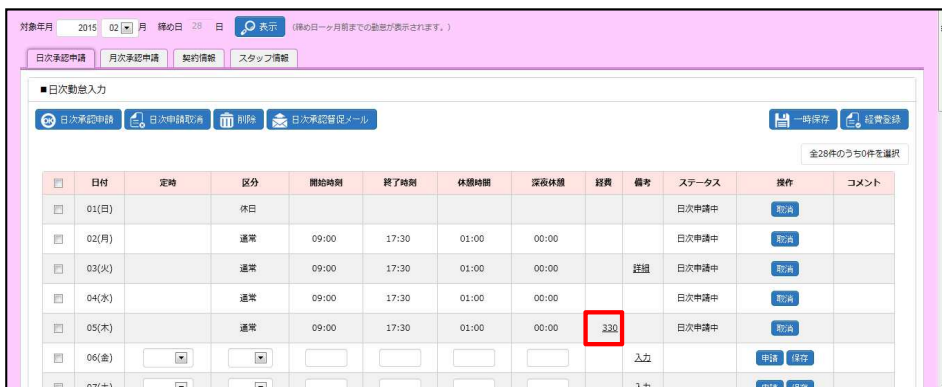 対象年月 2015 02 月 締め日 28 日 表示 (締め日一ヶ月前までの勤怠が表示されます。)
日次承認申請 月次承認申請 契約情報 スタッフ情報
■日次勤怠入力
OK 日次承認申請 日次申請取消 削除 日次承認督促メール 一時保存 経費登録
全28件のうち0件を選択
日付 定時 区分 開始時刻 終了時刻 休憩時間 深夜休憩 経費 備考 ステータス 操作 コメント
01(日) 休日 日次申請中 取消
02(月) 通常 09:00 17:30 01:00 00:00 日次申請中 取消
03(火) 通常 09:00 17:30 01:00 00:00 詳細 日次申請中 取消
04(水) 通常 09:00 17:30 01:00 00:00 日次申請中 取消
05(木) 通常 09:00 17:30 01:00 00:00 330 日次申請中 取消
06(金) 入力 申請 保存
07(土) 入力 申請 保存